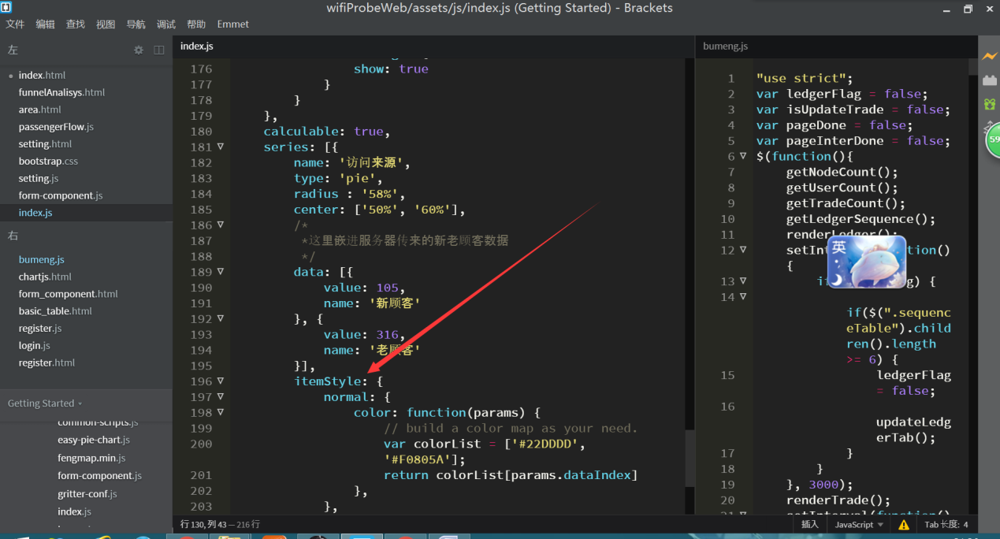 wifiProbeWeb/assets/js/index.js (Getting Started) - Brackets
文件 编辑 查找 视图 导航 调试 帮助 Emmet
左
index.html
funnelAnalisys.html
area.html
passengerFlow.js
setting.html
bootstrap.css
setting.js
form-component.js
index.js
右
bumeng.js
chartjs.html
form_component.html
basic_table.html
register.js
login.js
register.html
Getting Started
common-scripts.js
easy-pie-chart.js
fengmap.min.js
form-component.js
gritter-conf.js
index.js
index.js
176 show: true
177 }
178 }
179 },
180 calculable: true,
181 series: [{
182 name: '访问来源',
183 type: 'pie',
184 radius : '58%',
185 center: ['50%', '60%'],
186 /*
187 *这里嵌进服务器传来的新老顾客数据
188 */
189 data: [{
190 value: 105,
191 name: '新顾客'
192 }, {
193 value: 316,
194 name: '老顾客'
195 }],
196 itemStyle: {
197 normal: {
198 color: function(params) {
199 // build a color map as your need.
200 var colorList = ['#22DDDD',
'#F0805A'];
201 return colorList[params.dataIndex]
202 },
203 },
bumeng.js
1 "use strict";
2 var ledgerFlag = false;
3 var isUpdateTrade = false;
4 var pageDone = false;
5 var pageInterDone = false;
6 $(function(){
7 getNodeCount();
8 getUserCount();
9 getTradeCount();
10 getLedgerSequence();
11 renderLedger();
12 setInt tion()
{
13 g) {
14
if($(".sequenc
eTable").child
ren().length
>= 6) {
15 ledgerFlag
= false;
16
updateLedg
erTab();
17 }
18 }
19 }, 3000);
20 renderTrade();
21 setInterval(function()
英
59
行 130, 列 43 — 216 行
插入 JavaScript Tab 长度: 4